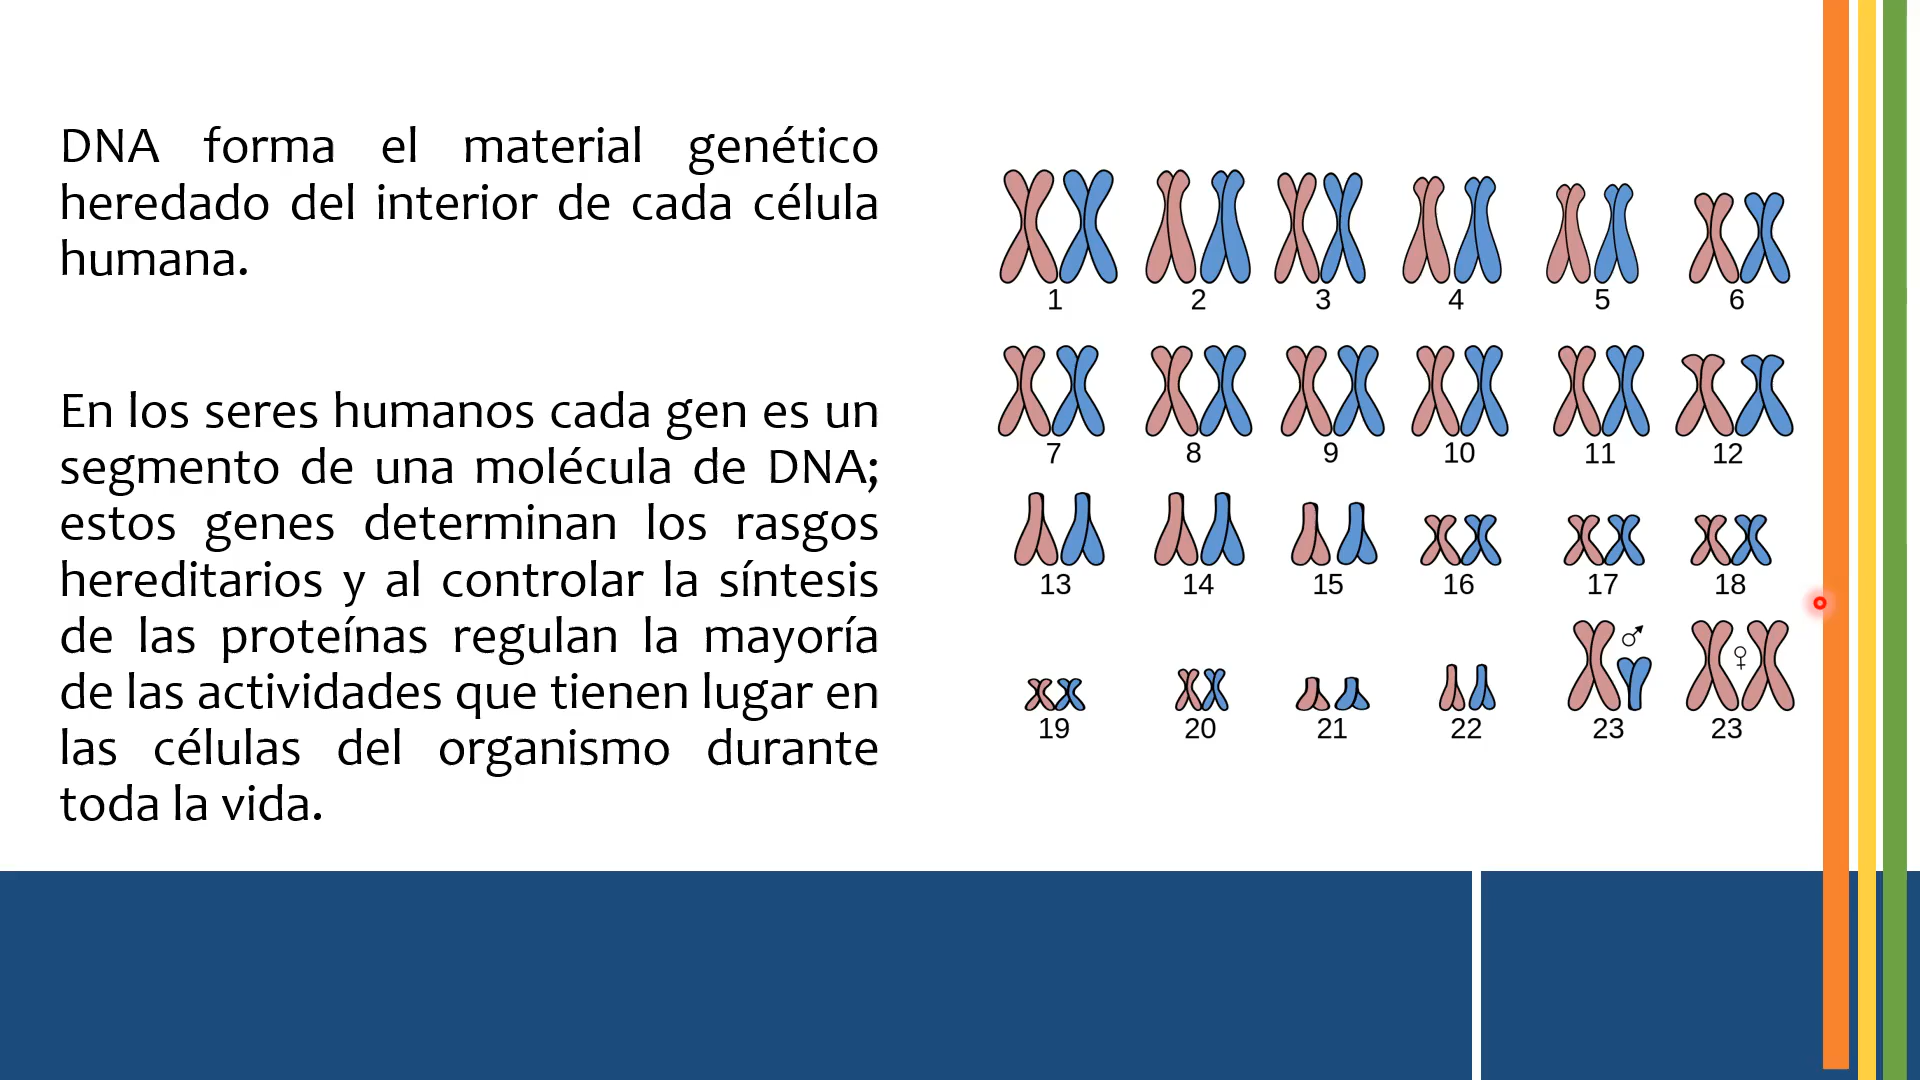 DNA forma el material genético
heredado del interior de cada célula
humana.
En los seres humanos cada gen es un
segmento de una molécula de DNA;
estos genes determinan los rasgos
hereditarios y al controlar la síntesis
de las proteínas regulan la mayoría
de las actividades que tienen lugar en
las células del organismo durante
toda la vida.
1 2 3 4 5 6
7 8 9 10 11 12
13 14 15 16 17 18
♂ ♀
19 20 21 22 23 23